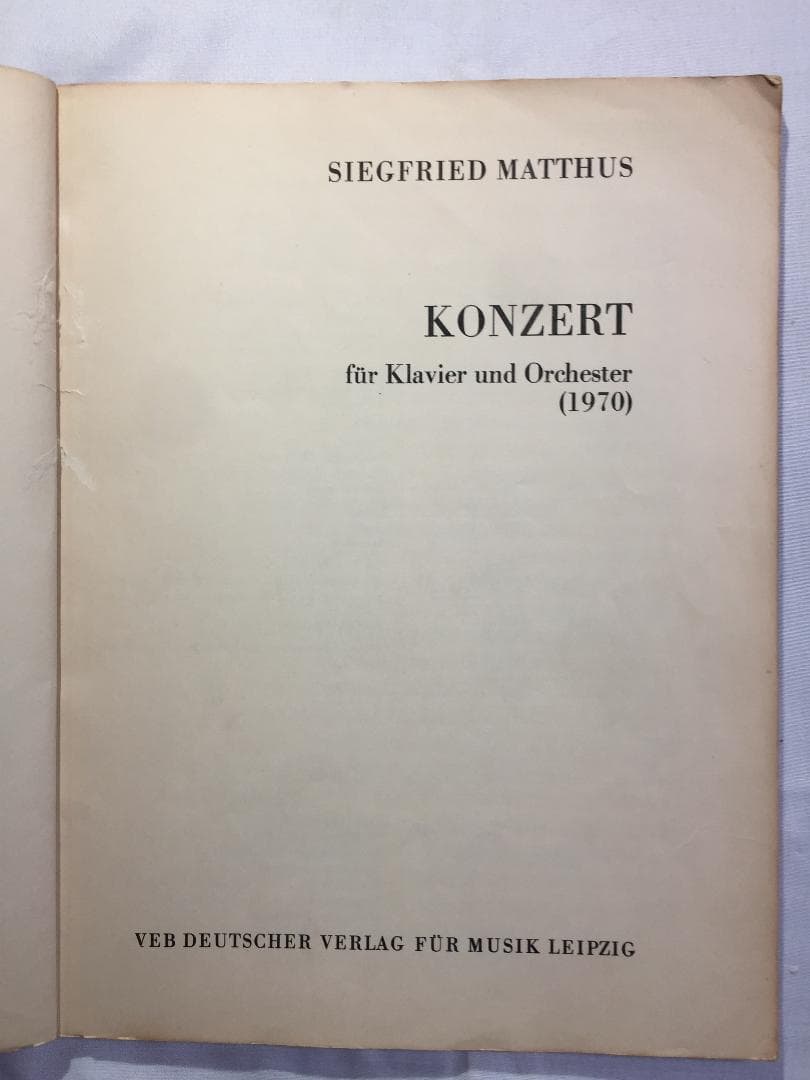 SIEGFRIED MATTHUS
KONZERT
für Klavier und Orchester
(1970)
VEB DEUTSCHER VERLAG FÜR MUSIK LEIPZIG